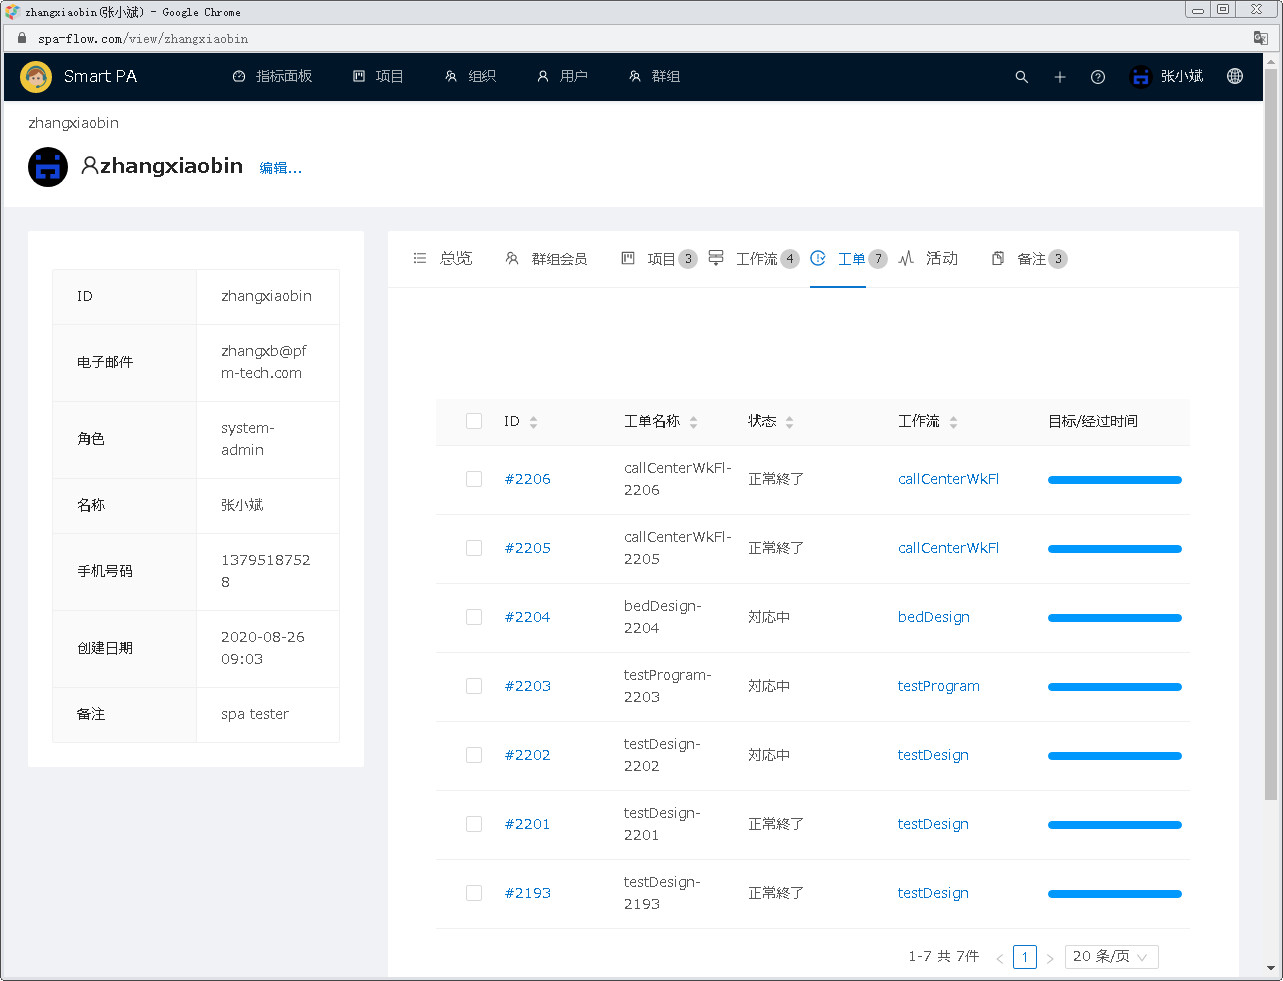 zhangxiaobin(张小斌) - Google Chrome
spa-flow.com/view/zhangxiaobin
Smart PA 指标面板 项目 组织 用户 群组 张小斌
zhangxiaobin
zhangxiaobin 编辑...
ID zhangxiaobin
电子邮件 zhangxb@pf
m-tech.com
角色 system-
admin
名称 张小斌
手机号码 1379518752
8
创建日期 2020-08-26
09:03
备注 spa tester
总览 群组会员 项目 3 工作流 4 工单 7 活动 备注 3
ID 工单名称 状态 工作流 目标/经过时间
#2206 callCenterWkFl-
2206 正常終了 callCenterWkFl
#2205 callCenterWkFl-
2205 正常終了 callCenterWkFl
#2204 bedDesign-
2204 対応中 bedDesign
#2203 testProgram-
2203 対応中 testProgram
#2202 testDesign-
2202 対応中 testDesign
#2201 testDesign-
2201 正常終了 testDesign
#2193 testDesign-
2193 正常終了 testDesign
1-7 共 7件 < 1 > 20 条/页